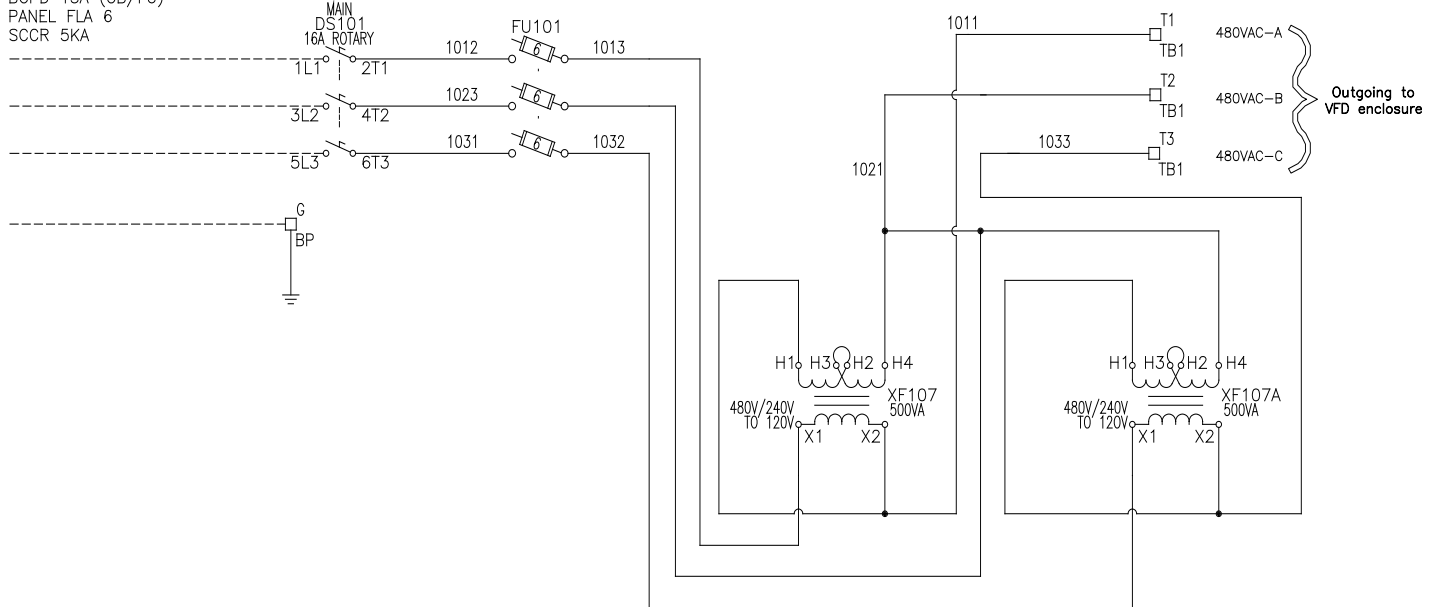 PANEL FLA 6
SCCR 5KA
MAIN
DS101
16A ROTARY
FU101
1L1
2T1
1012
6
1013
3L2
4T2
1023
6
5L3
6T3
1031
6
1032
G
BP
1011
T1
TB1
480VAC-A
T2
TB1
480VAC-B
1021
1033
T3
TB1
480VAC-C
Outgoing to
VFD enclosure
H1
H3
H2
H4
XF107
500VA
480V/240V
TO 120V
X1
X2
H1
H3
H2
H4
XF107A
500VA
480V/240V
TO 120V
X1
X2